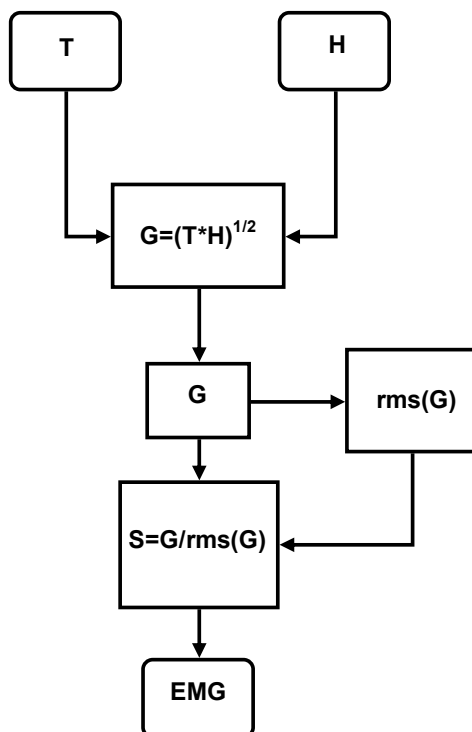 T
H
G=(T*H)^1/2
G
rms(G)
S=G/rms(G)
EMG